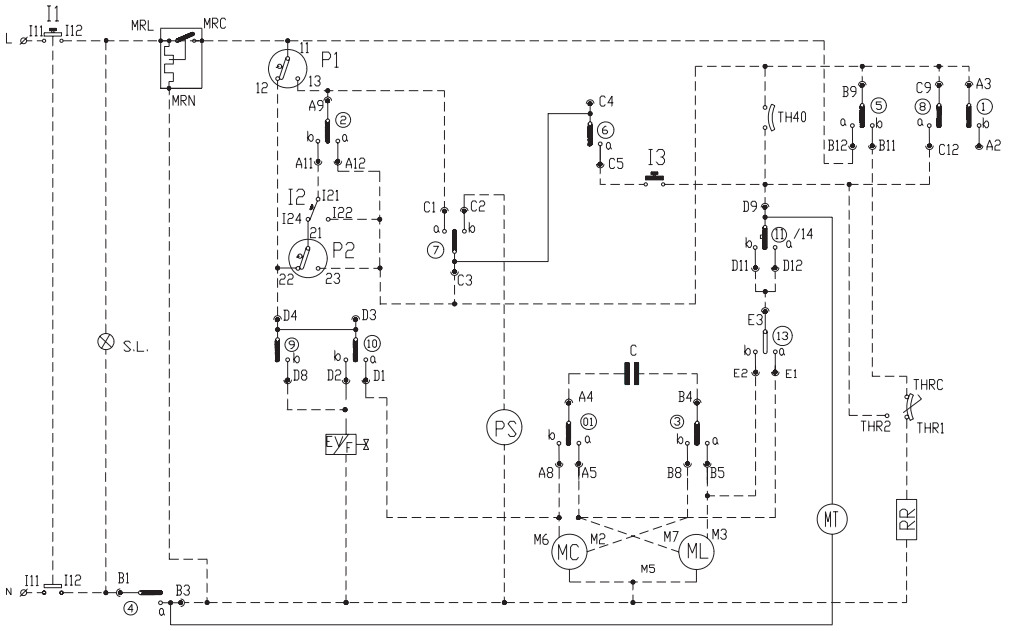 I1
I11 I12
L
MRL
MRC
MRN
11
P1
12
13
A9
2
b a
A11 A12
I2
I21
I24
I22
21
P2
22 23
C1 C2
a b
7
C3
C4
6
a
C5
I3
TH40
B9
5
a b
B12 B11
C9
8
a
C12
A3
1
b
A2
D9
11 /14
b a
D11 D12
E3
13
b a
E2 E1
S.L.
D4
9
b
D8
D3
10
b a
D2 D1
EV/F
PS
C
A4
01
b a
A8 A5
B4
3
b a
B8 B5
THRC
THR2
THR1
M6
MC
M2
M7
ML
M3
M5
MT
RR
N
I11 I12
B1
4
a
B3